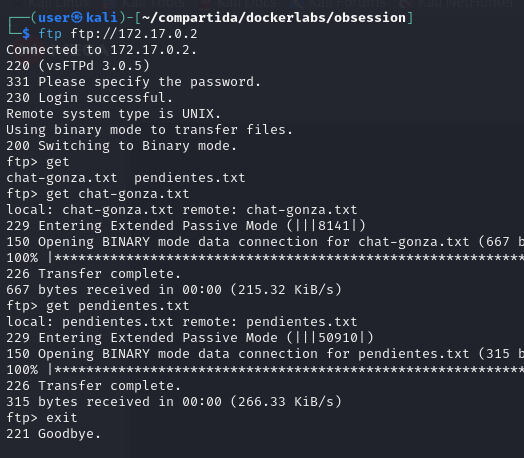 ┌──(user㉿kali)-[~/compartida/dockerlabs/obsession]
└─$ ftp ftp://172.17.0.2
Connected to 172.17.0.2.
220 (vsFTPd 3.0.5)
331 Please specify the password.
230 Login successful.
Remote system type is UNIX.
Using binary mode to transfer files.
200 Switching to Binary mode.
ftp> get
chat-gonza.txt  pendientes.txt
ftp> get chat-gonza.txt
local: chat-gonza.txt remote: chat-gonza.txt
229 Entering Extended Passive Mode (|||8141|)
150 Opening BINARY mode data connection for chat-gonza.txt (667 b
100% |***********************************************************
226 Transfer complete.
667 bytes received in 00:00 (215.32 KiB/s)
ftp> get pendientes.txt
local: pendientes.txt remote: pendientes.txt
229 Entering Extended Passive Mode (|||50910|)
150 Opening BINARY mode data connection for pendientes.txt (315 b
100% |***********************************************************
226 Transfer complete.
315 bytes received in 00:00 (266.33 KiB/s)
ftp> exit
221 Goodbye.